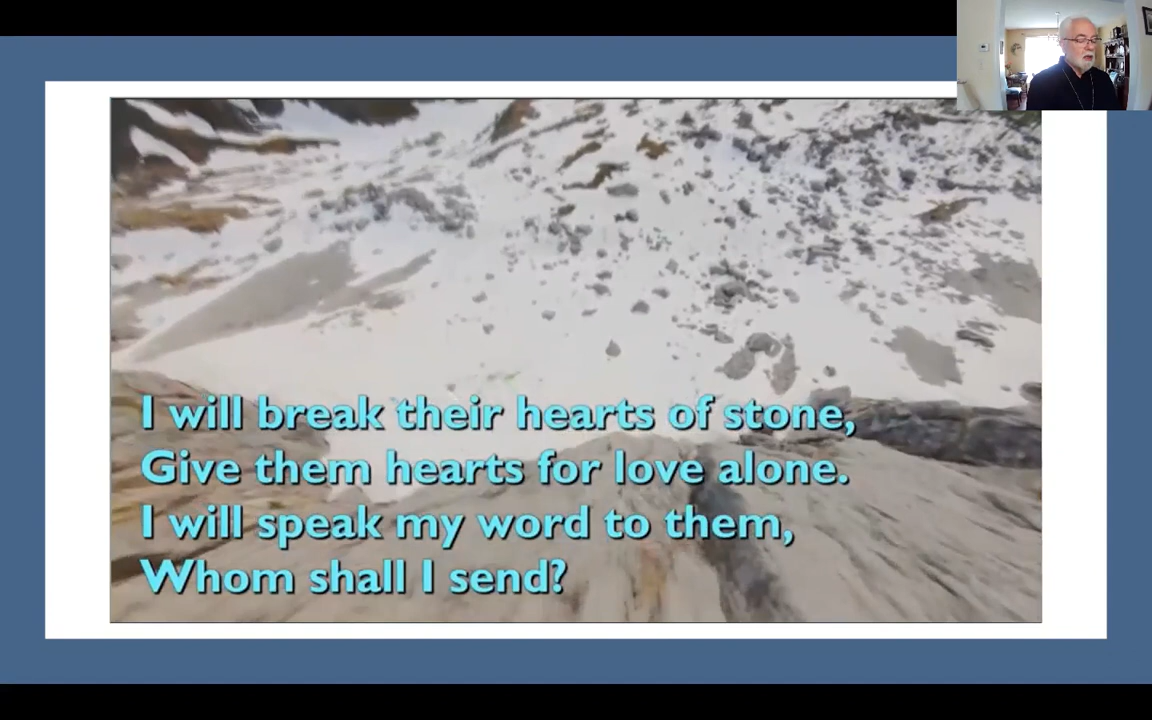 I will break their hearts of stone,
Give them hearts for love alone.
I will speak my word to them,
Whom shall I send?